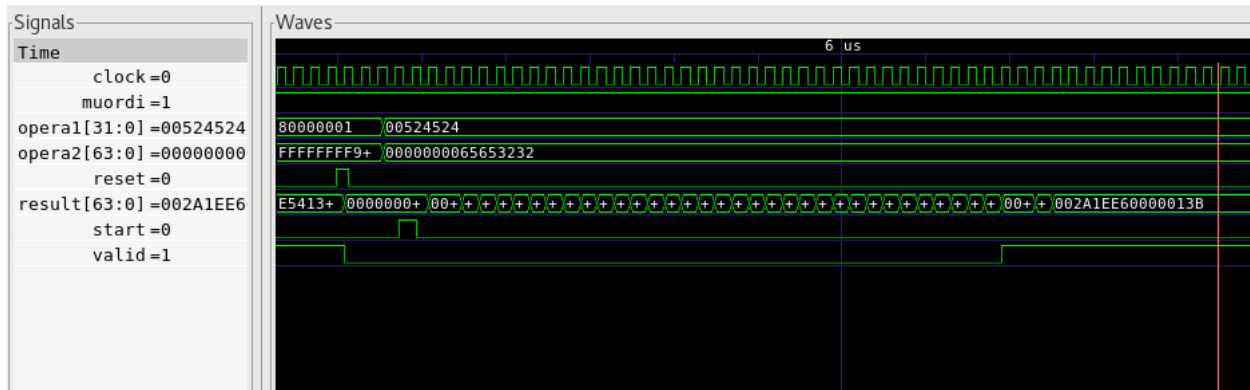 Signals Waves
Time 6 us
clock =0
muordi =1
opera1[31:0] =00524524 80000001 00524524
opera2[63:0] =00000000 FFFFFFFF9+ 0000000065653232
reset =0
result[63:0] =002A1EE6 E5413+ 0000000+ 00+ + + + + + + + + + + + + + + + + + + + + + + + + + + + + + + + 00+ + 002A1EE60000013B
start =0
valid =1